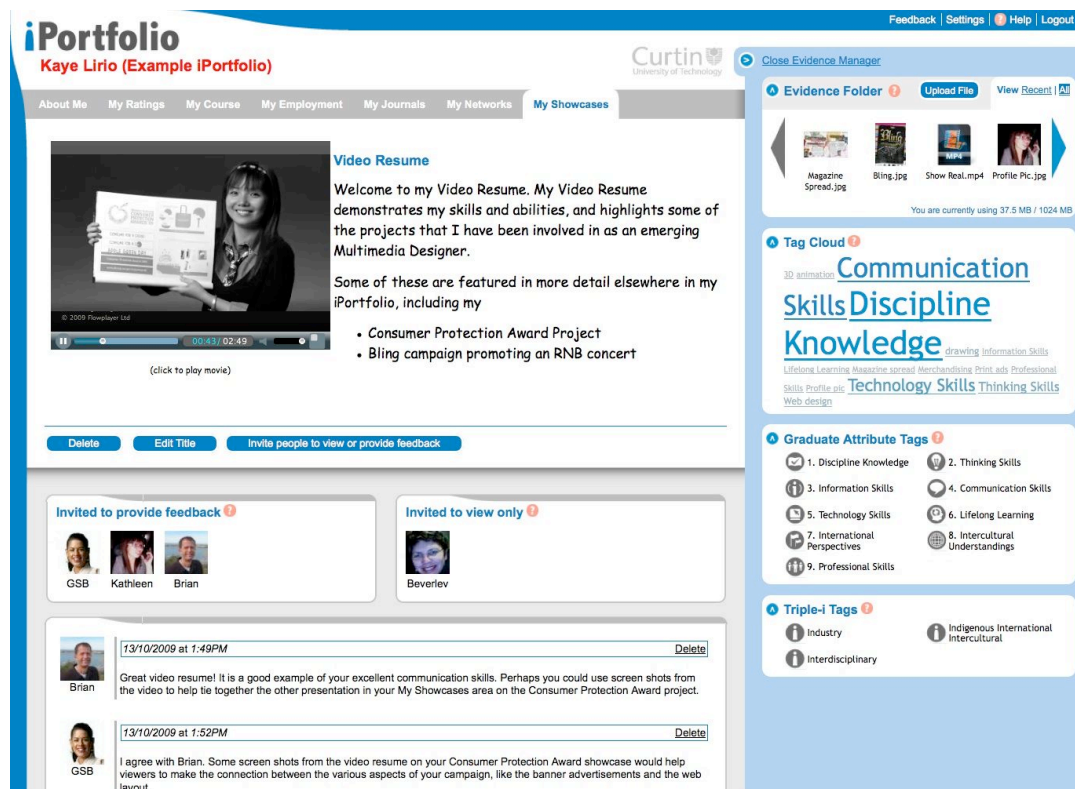 Feedback | Settings | ? Help | Logout
iPortfolio
Kaye Lirio (Example iPortfolio)
Curtin
University of Technology
Close Evidence Manager
About Me My Ratings My Course My Employment My Journals My Networks My Showcases
Video Resume
Welcome to my Video Resume. My Video Resume
demonstrates my skills and abilities, and highlights some of
the projects that I have been involved in as an emerging
Multimedia Designer.
Some of these are featured in more detail elsewhere in my
iPortfolio, including my
• Consumer Protection Award Project
• Bling campaign promoting an RNB concert
© 2009 Flowplayer Ltd
00:43 / 02:49
(click to play movie)
Delete Edit Title Invite people to view or provide feedback
Invited to provide feedback ?
GSB Kathleen Brian
Invited to view only ?
Beverley
Brian
13/10/2009 at 1:49PM Delete
Great video resume! It is a good example of your excellent communication skills. Perhaps you could use screen shots from
the video to help tie together the other presentation in your My Showcases area on the Consumer Protection Award project.
GSB
13/10/2009 at 1:52PM Delete
I agree with Brian. Some screen shots from the video resume on your Consumer Protection Award showcase would help
viewers to make the connection between the various aspects of your campaign, like the banner advertisements and the web
layout.
Evidence Folder ? Upload File View Recent | All
Bling
MP4
Magazine
Spread.jpg
Bling.jpg
Show Real.mp4
Profile Pic.jpg
You are currently using 37.5 MB / 1024 MB
Tag Cloud ?
3D animation Communication
Skills Discipline
Knowledge drawing Information Skills
Lifelong Learning Magazine spread Merchandising Print ads Professional
Skills Profile pic Technology Skills Thinking Skills
Web design
Graduate Attribute Tags ?
1. Discipline Knowledge
2. Thinking Skills
3. Information Skills
4. Communication Skills
5. Technology Skills
6. Lifelong Learning
7. International
Perspectives
8. Intercultural
Understandings
9. Professional Skills
Triple-i Tags ?
Industry
Indigenous International
Intercultural
Interdisciplinary